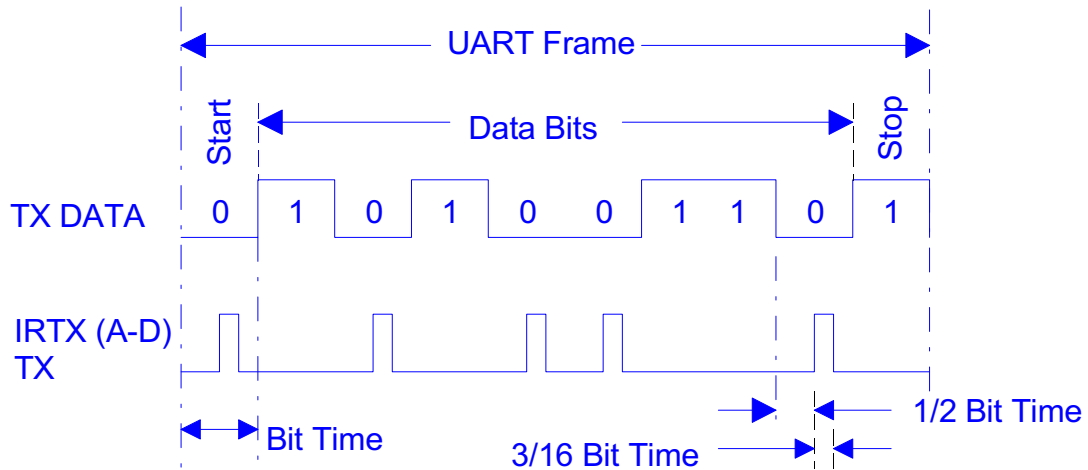 UART Frame
Start
Data Bits
Stop
TX DATA
0 1 0 1 0 0 1 1 0 1
IRTX (A-D)
TX
Bit Time
1/2 Bit Time
3/16 Bit Time